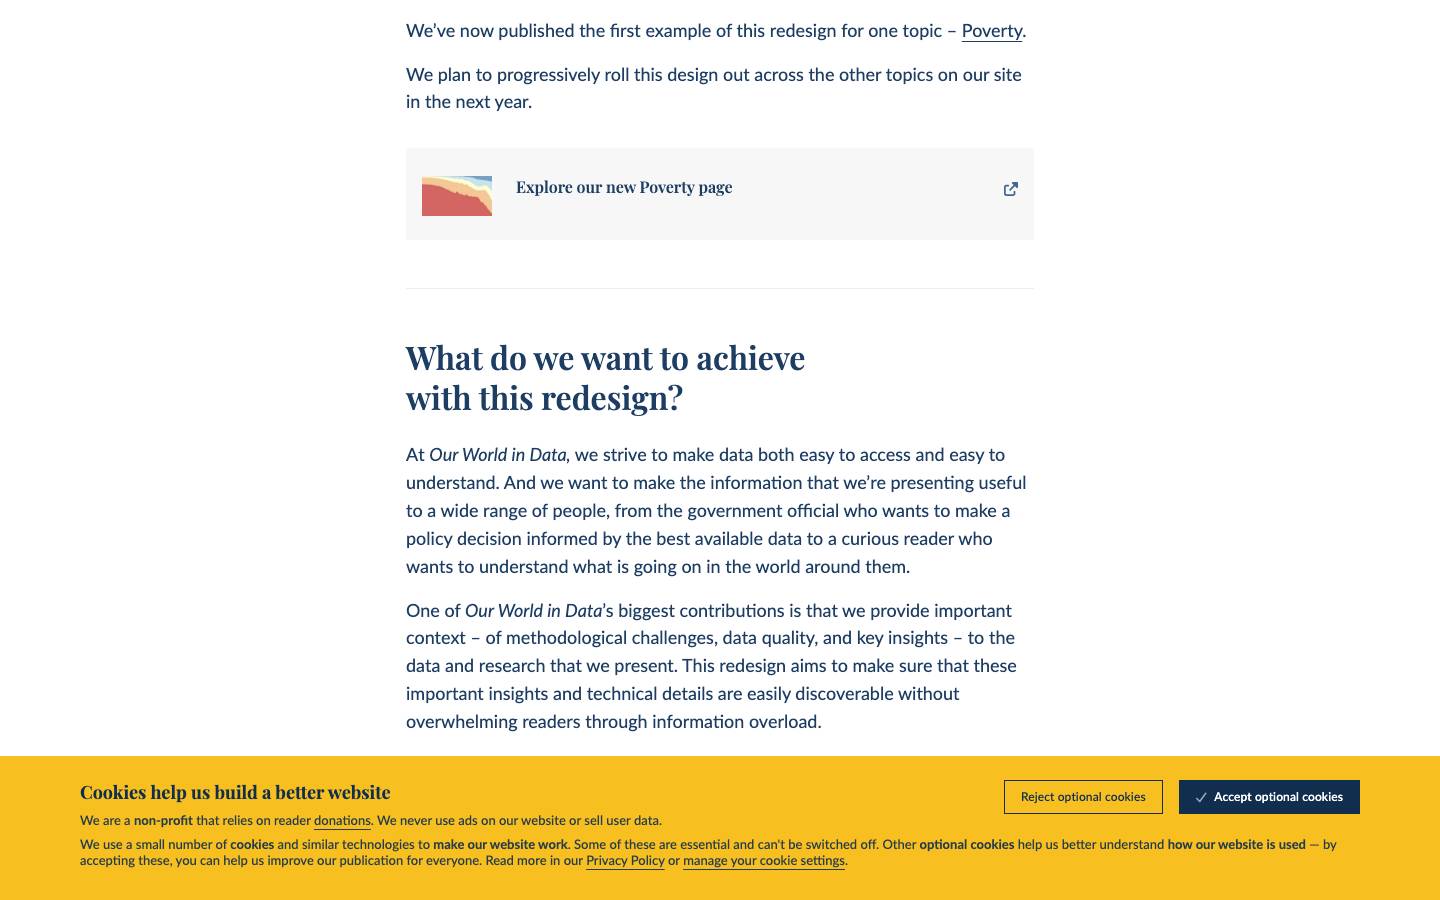 We’ve now published the first example of this redesign for one topic – Poverty.
We plan to progressively roll this design out across the other topics on our site
in the next year.
Explore our new Poverty page
What do we want to achieve
with this redesign?
At Our World in Data, we strive to make data both easy to access and easy to
understand. And we want to make the information that we’re presenting useful
to a wide range of people, from the government official who wants to make a
policy decision informed by the best available data to a curious reader who
wants to understand what is going on in the world around them.
One of Our World in Data’s biggest contributions is that we provide important
context – of methodological challenges, data quality, and key insights – to the
data and research that we present. This redesign aims to make sure that these
important insights and technical details are easily discoverable without
overwhelming readers through information overload.
Cookies help us build a better website
We are a non-profit that relies on reader donations. We never use ads on our website or sell user data.
We use a small number of cookies and similar technologies to make our website work. Some of these are essential and can't be switched off. Other optional cookies help us better understand how our website is used — by
accepting these, you can help us improve our publication for everyone. Read more in our Privacy Policy or manage your cookie settings.
Reject optional cookies
Accept optional cookies